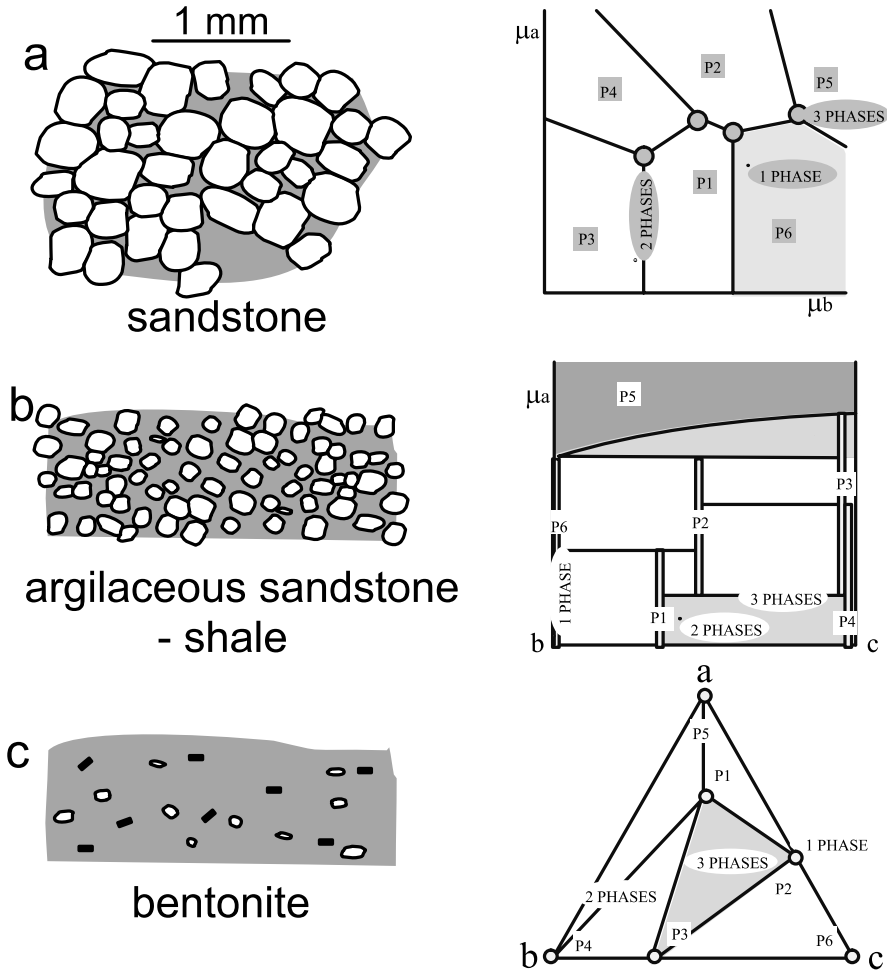 1 mm
a
sandstone
b
argilaceous sandstone
- shale
c
bentonite
μa
P2
P4
P5
3 PHASES
1 PHASE
P1
2 PHASES
P3
P6
μb
μa
P5
P3
P6
P2
1 PHASE
3 PHASES
P1
2 PHASES
P4
b
c
a
P5
P1
1 PHASE
3 PHASES
P2
2 PHASES
P4
P3
P6
b
c